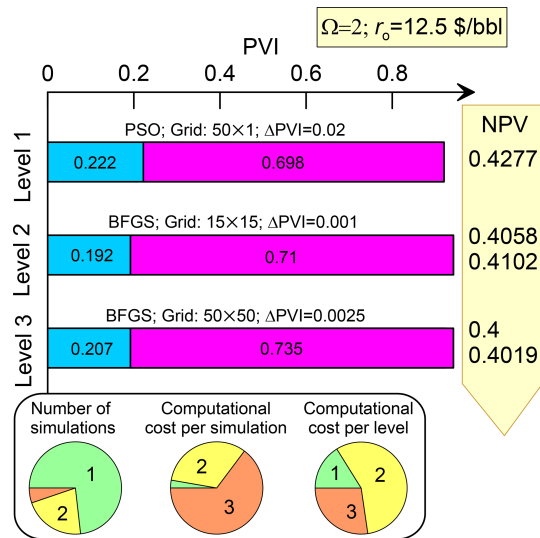 Ω=2; rₒ=12.5 $/bbl
PVI
0 0.2 0.4 0.6 0.8
NPV
Level 1
PSO; Grid: 50×1; ΔPVI=0.02
0.222 0.698
0.4277
Level 2
BFGS; Grid: 15×15; ΔPVI=0.001
0.192 0.71
0.4058
0.4102
Level 3
BFGS; Grid: 50×50; ΔPVI=0.0025
0.207 0.735
0.4
0.4019
Number of
simulations
1
2
Computational
cost per simulation
2
3
Computational
cost per level
1
2
3